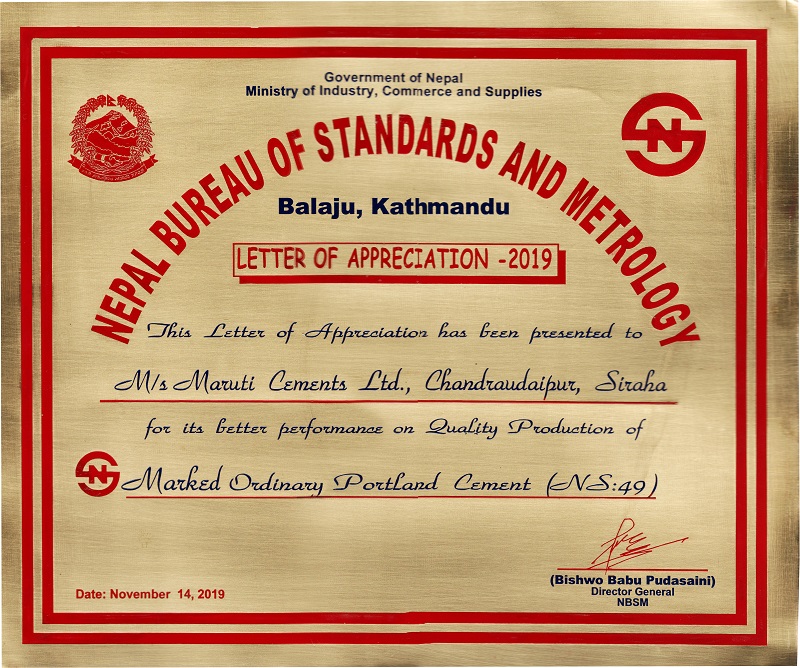 Government of Nepal
Ministry of Industry, Commerce and Supplies
NEPAL BUREAU OF STANDARDS AND METROLOGY
Balaju, Kathmandu
LETTER OF APPRECIATION -2019
This Letter of Appreciation has been presented to
M/s Maruti Cements Ltd., Chandraudaipur, Siraha
for its better performance on Quality Production of
Marked Ordinary Portland Cement (NS:49)
(Bishwo Babu Pudasaini)
Director General
NBSM
Date: November 14, 2019